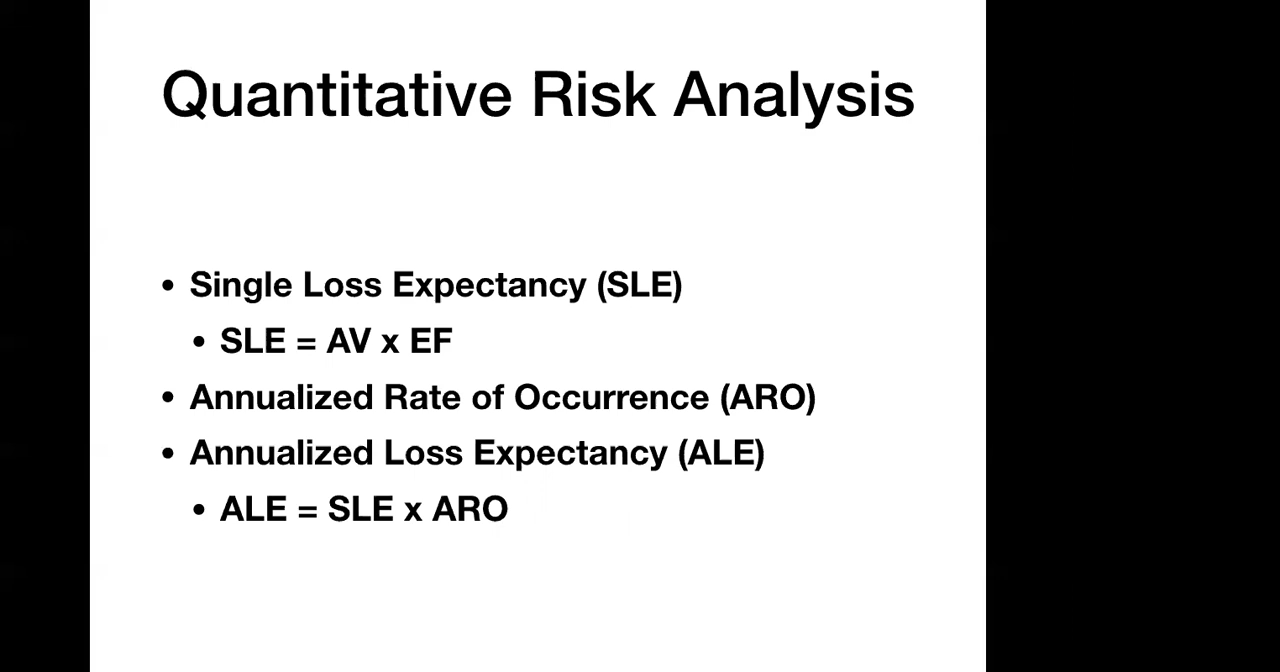 Quantitative Risk Analysis
• Single Loss Expectancy (SLE)
• SLE = AV x EF
• Annualized Rate of Occurrence (ARO)
• Annualized Loss Expectancy (ALE)
• ALE = SLE x ARO